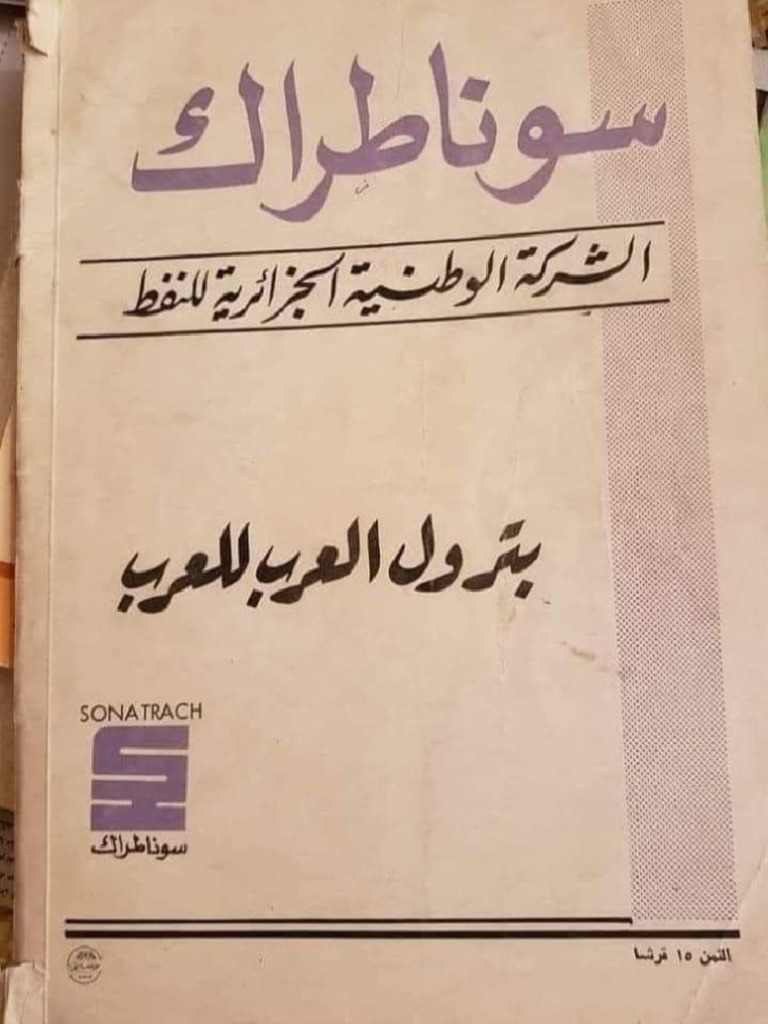 سوناطراك
الشركة الوطنية الجزائرية للنفط
بترول العرب للعرب
SONATRACH
سوناطراك
الثمن ١٥ قرشا